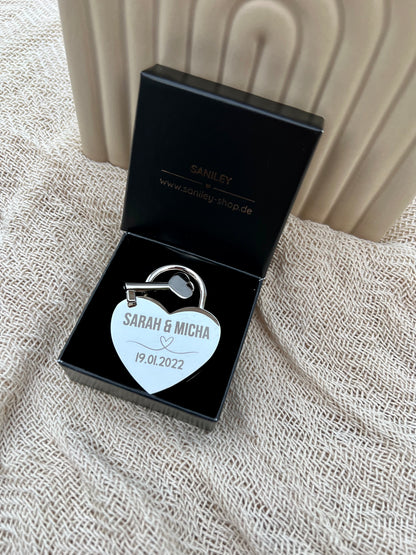 SANILEY
www.saniley-shop.de
SARAH & MICHA
19.01.2022